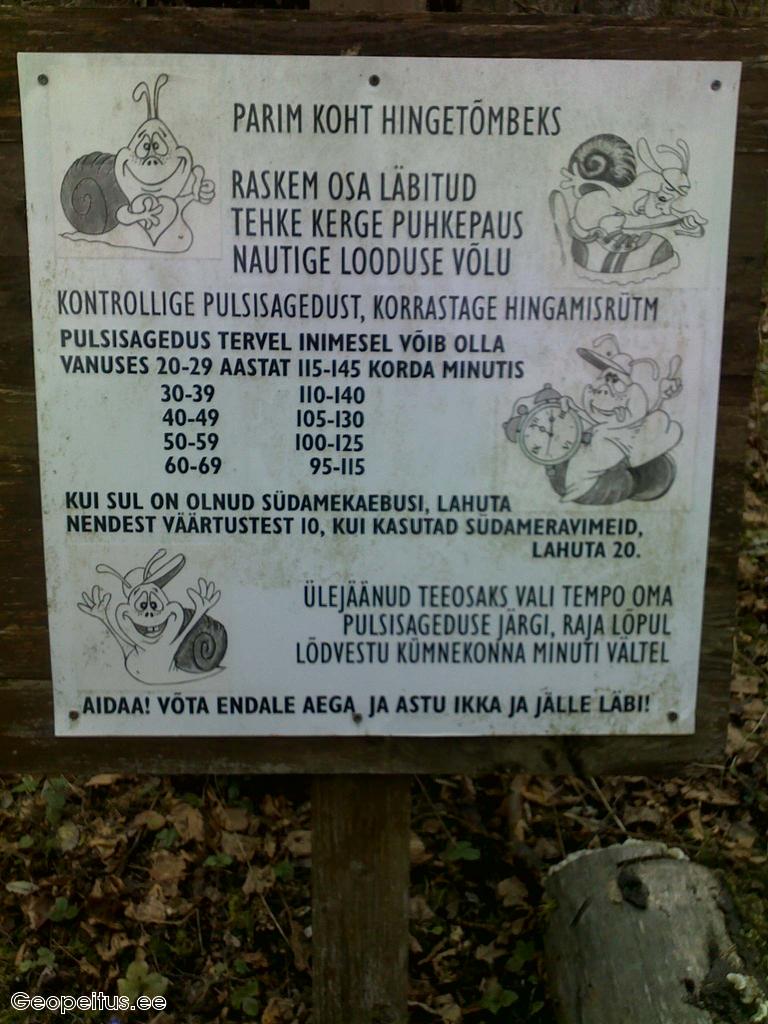 PARIM KOHT HINGETÕMBEKS
RASKEM OSA LÄBITUD
TEHKE KERGE PUHKEPAUS
NAUTIGE LOODUSE VÕLU
KONTROLLIGE PULSISAGEDUST, KORRASTAGE HINGAMISRÜTM
PULSISAGEDUS TERVEL INIMESEL VÕIB OLLA
VANUSES 20-29 AASTAT 115-145 KORDA MINUTIS
30-39 110-140
40-49 105-130
50-59 100-125
60-69 95-115
KUI SUL ON OLNUD SÜDAMEKAEBUSI, LAHUTA
NENDEST VÄÄRTUSTEST 10, KUI KASUTAD SÜDAMERAVIMEID,
LAHUTA 20.
ÜLEJÄÄNUD TEEOSAKS VALI TEMPO OMA
PULSISAGEDUSE JÄRGI, RAJA LÕPUL
LÕDVESTU KÜMNEKONNA MINUTI VÄLTEL
AIDAA! VÕTA ENDALE AEGA JA ASTU IKKA JA JÄLLE LÄBI!
Geopeitus.ee